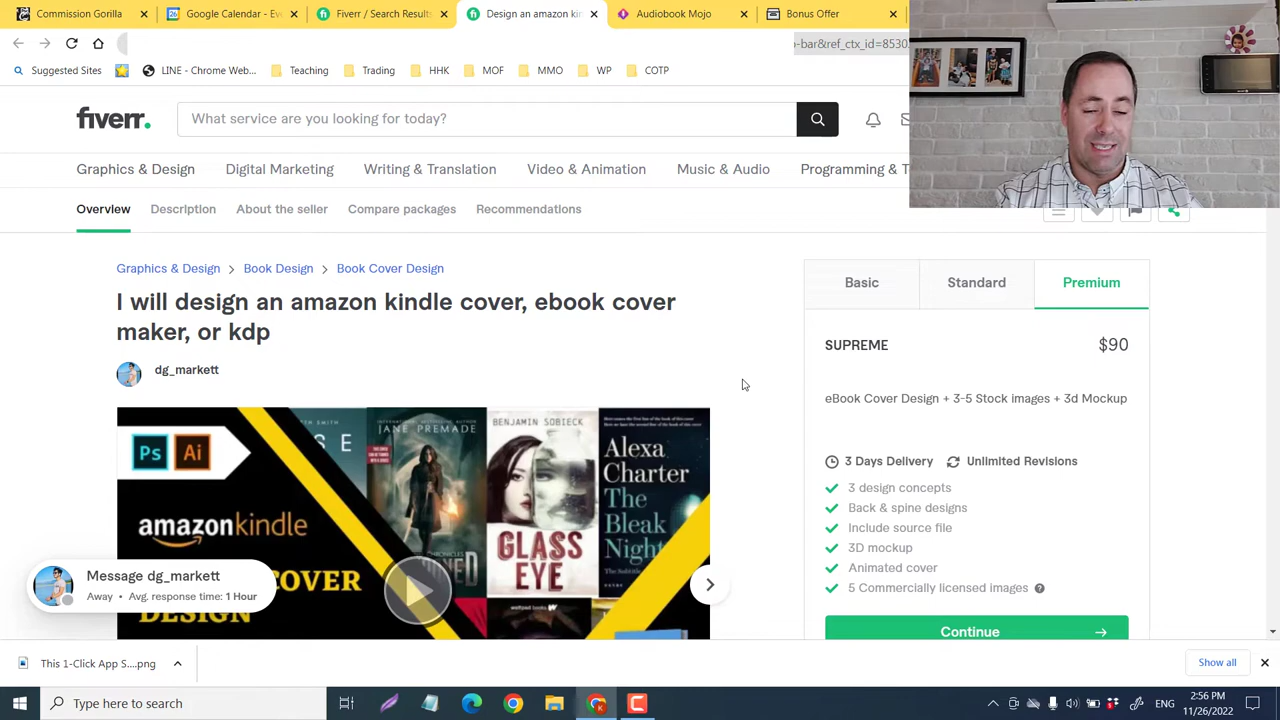 Commission Gorilla
Google Calendar - Eve
Fiverr / Search Results
Design an amazon kin
Audiobook Mojo
Bonus Offer
-bar&ref_ctx_id=8530
Suggested Sites
LINE - Chrome Web...
Teaching
Trading
HHK
MOF
MMO
WP
COTP
fiverr.
What service are you looking for today?
Graphics & Design
Digital Marketing
Writing & Translation
Video & Animation
Music & Audio
Programming & T
Overview
Description
About the seller
Compare packages
Recommendations
Graphics & Design > Book Design > Book Cover Design
I will design an amazon kindle cover, ebook cover
maker, or kdp
dg_markett
Ps
Ai
JANE PREMADE
BENJAMIN SOBIECK
GLASS
EYE
Alexa
Charter
The
Bleak
Night
amazonkindle
COVER
DESIGN
Message dg_markett
Away • Avg. response time: 1 Hour
Basic
Standard
Premium
SUPREME
$90
eBook Cover Design + 3-5 Stock images + 3d Mockup
3 Days Delivery
Unlimited Revisions
3 design concepts
Back & spine designs
Include source file
3D mockup
Animated cover
5 Commercially licensed images
Continue
This 1-Click App S....png
Show all
Type here to search
ENG
2:56 PM
11/26/2022